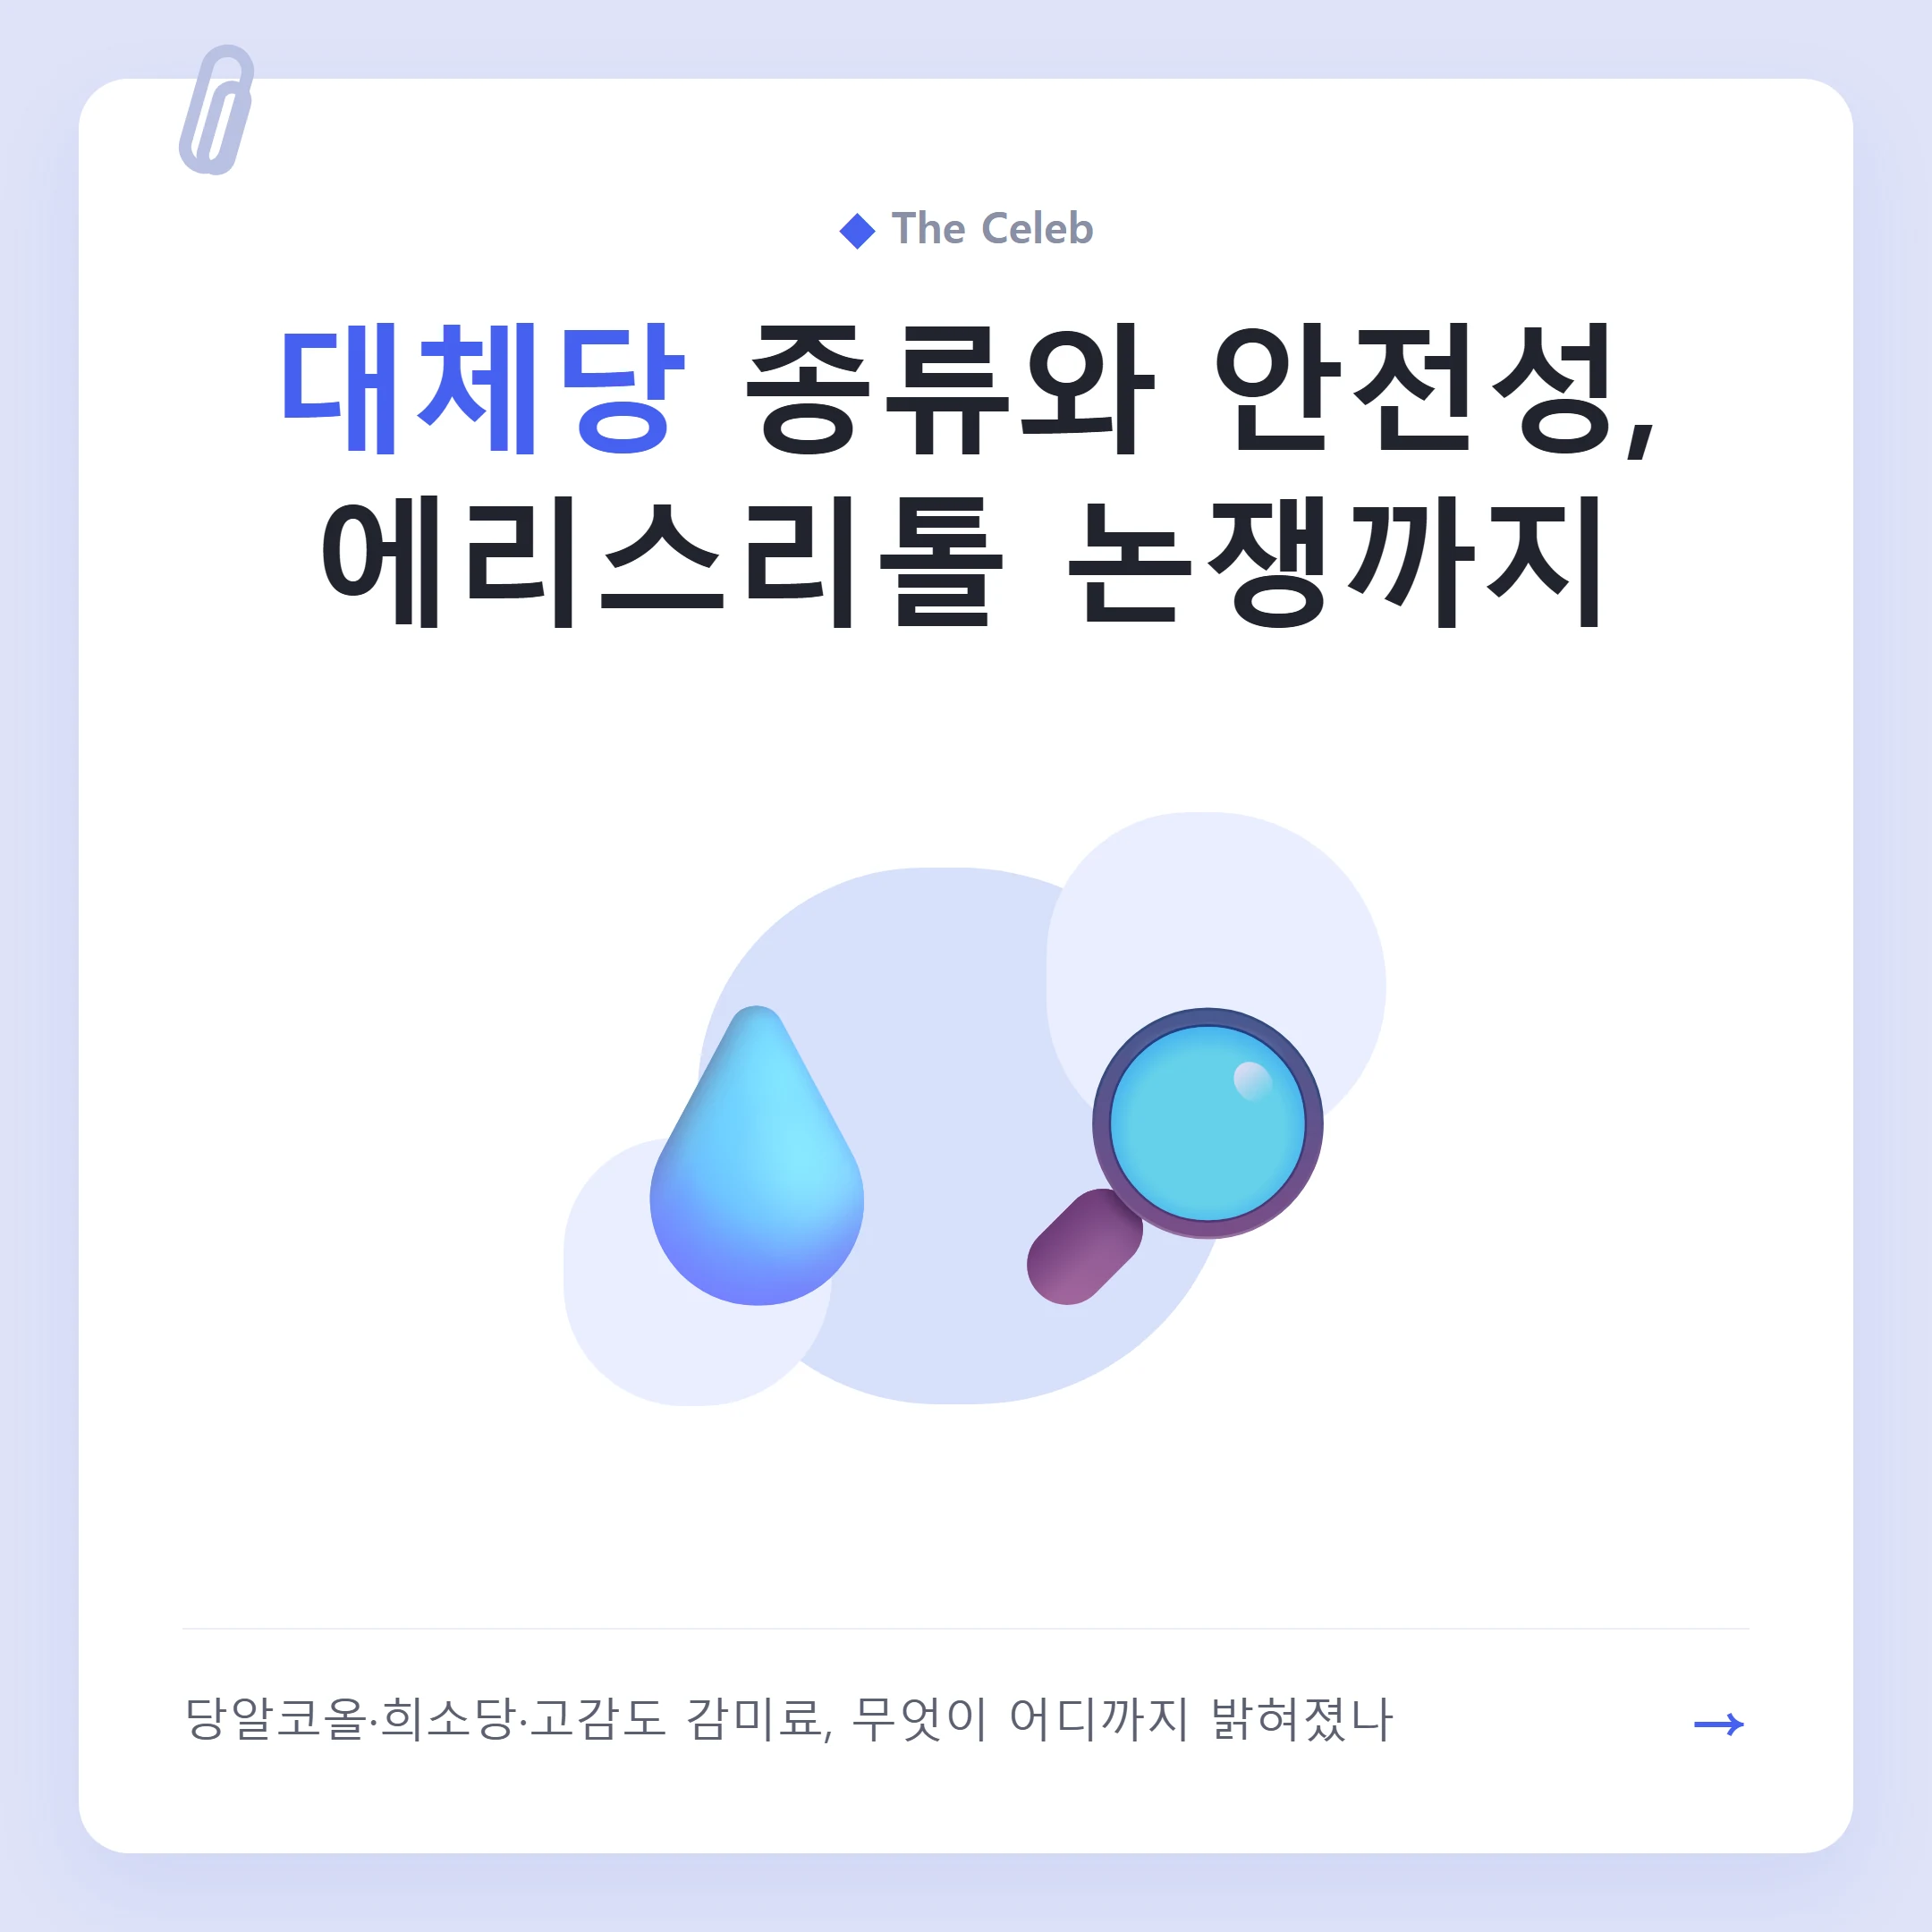 The Celeb
대체당 종류와 안전성,
에리스리톨 논쟁까지
당알코올·희소당·고감도 감미료, 무엇이 어디까지 밝혀졌나
→